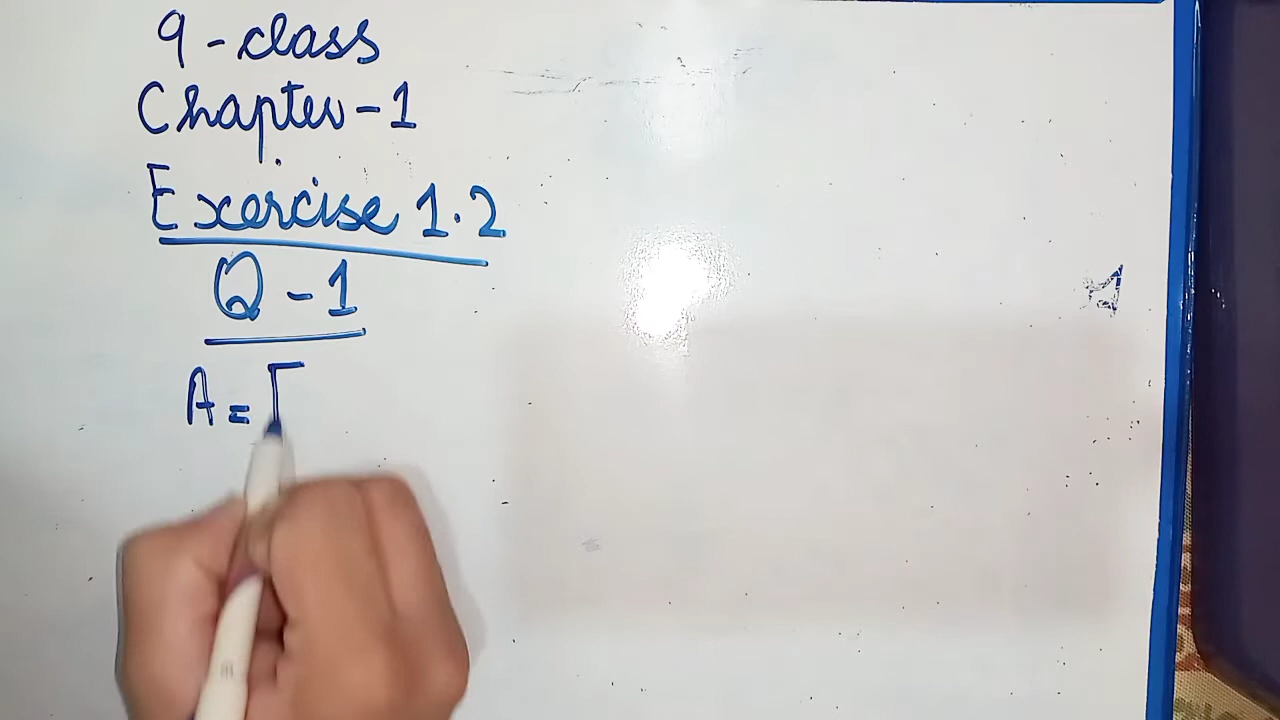 9-class
Chapter-1
Exercise 1.2
Q-1
A = [